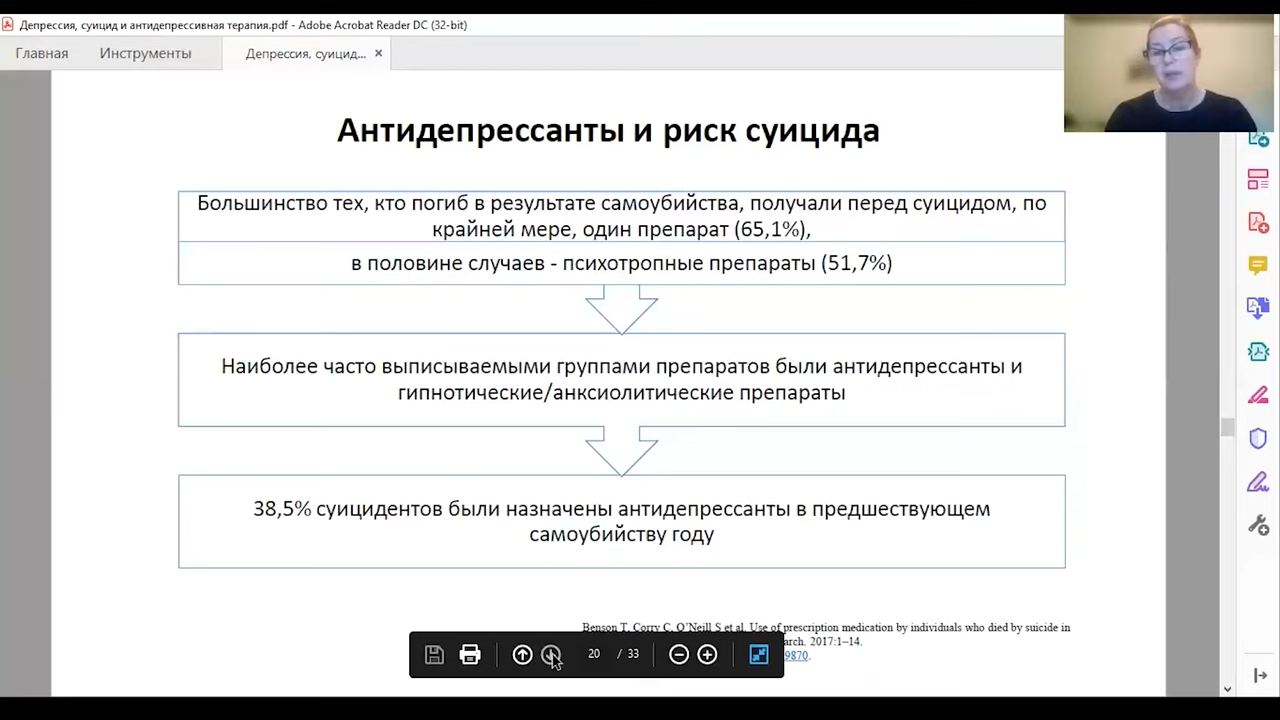 Депрессия, суицид и антидепрессивная терапия.pdf - Adobe Acrobat Reader DC (32-bit)
Главная Инструменты Депрессия, суицид... ×
Антидепрессанты и риск суицида
Большинство тех, кто погиб в результате самоубийства, получали перед суицидом, по
крайней мере, один препарат (65,1%),
в половине случаев - психотропные препараты (51,7%)
Наиболее часто выписываемыми группами препаратов были антидепрессанты и
гипнотические/анксиолитические препараты
38,5% суицидентов были назначены антидепрессанты в предшествующем
самоубийству году
Benson T, Corry C, O'Neill S et al. Use of prescription medication by individuals who died by suicide in
2017:1–14.
9870.
20 / 33